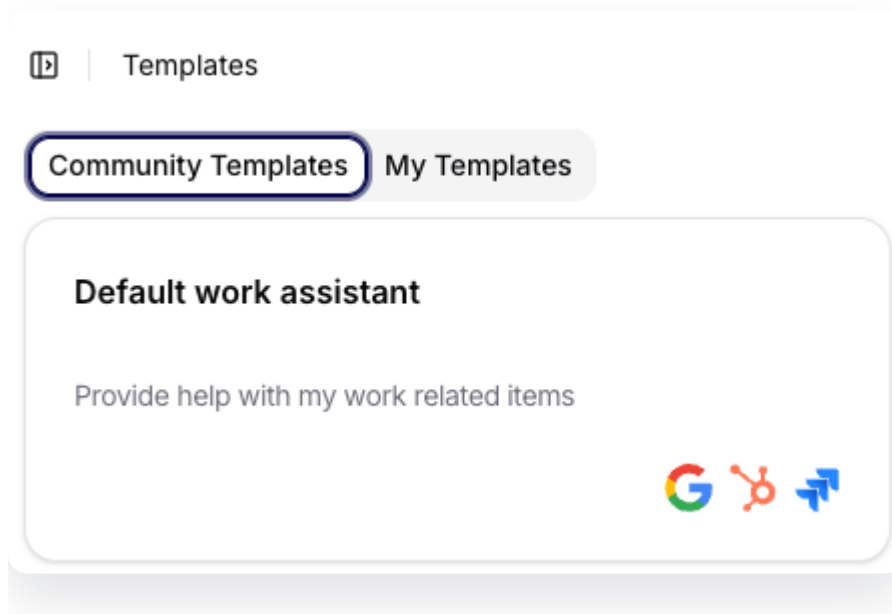 Templates
Community Templates My Templates
Default work assistant
Provide help with my work related items